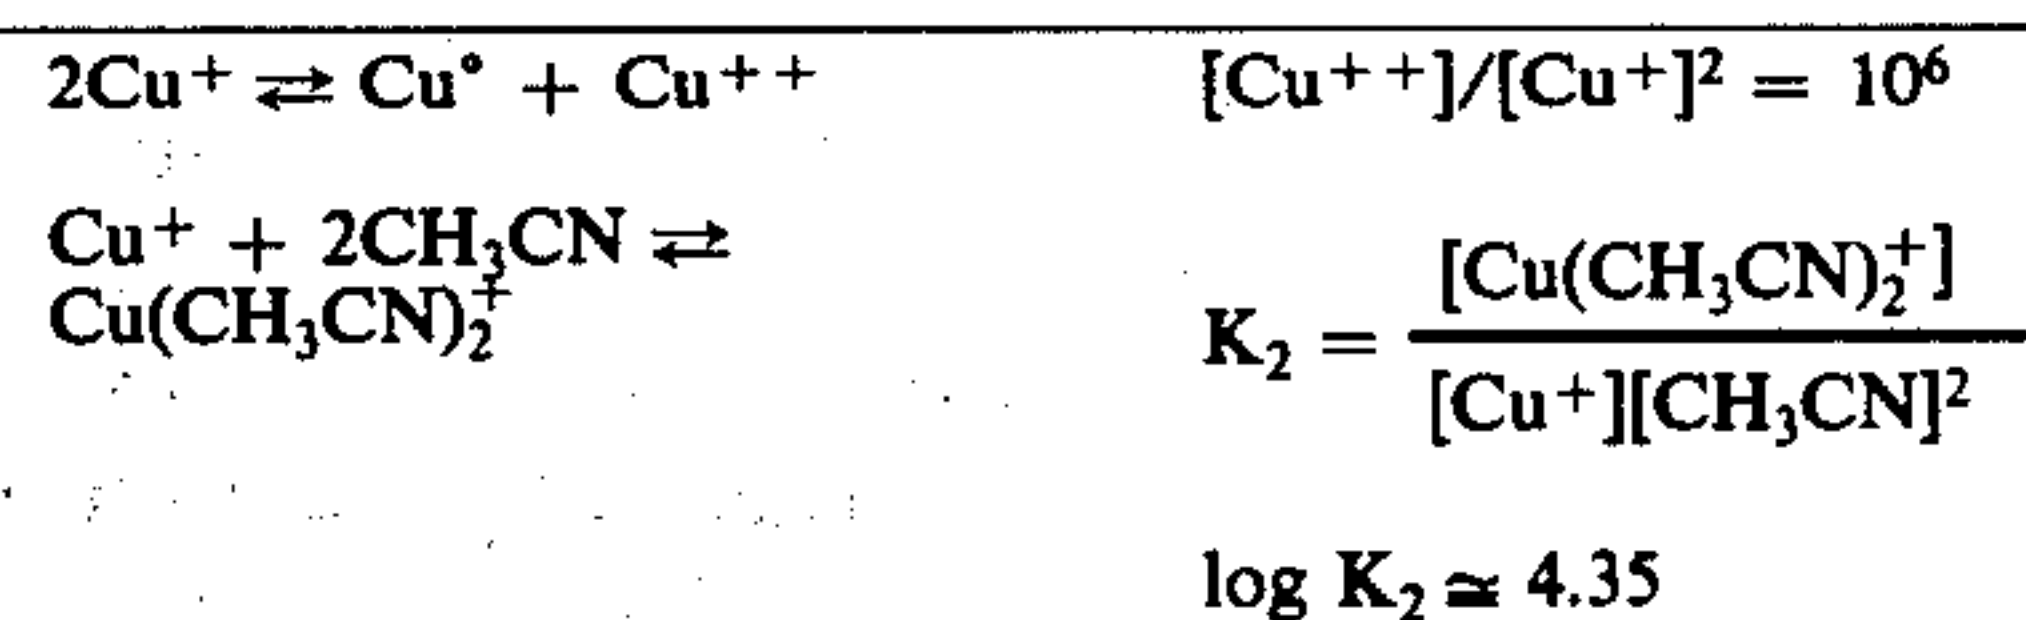 2Cu⁺ ⇌ Cu° + Cu⁺⁺ [Cu⁺⁺]/[Cu⁺]² = 10⁶
Cu⁺ + 2CH₃CN ⇌
Cu(CH₃CN)₂⁺
K₂ = [Cu(CH₃CN)₂⁺] / [Cu⁺][CH₃CN]²
log K₂ ≃ 4.35